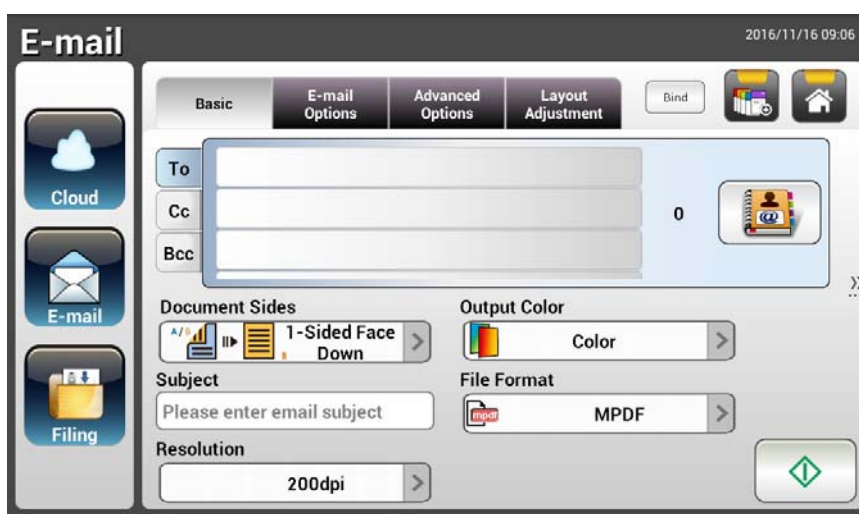 E-mail
2016/11/16 09:06
Basic
E-mail
Options
Advanced
Options
Layout
Adjustment
Bind
Cloud
E-mail
Filing
To
Cc
Bcc
0
@
Document Sides
1-Sided Face
Down
Output Color
Color
Subject
Please enter email subject
File Format
mpdf
MPDF
Resolution
200dpi